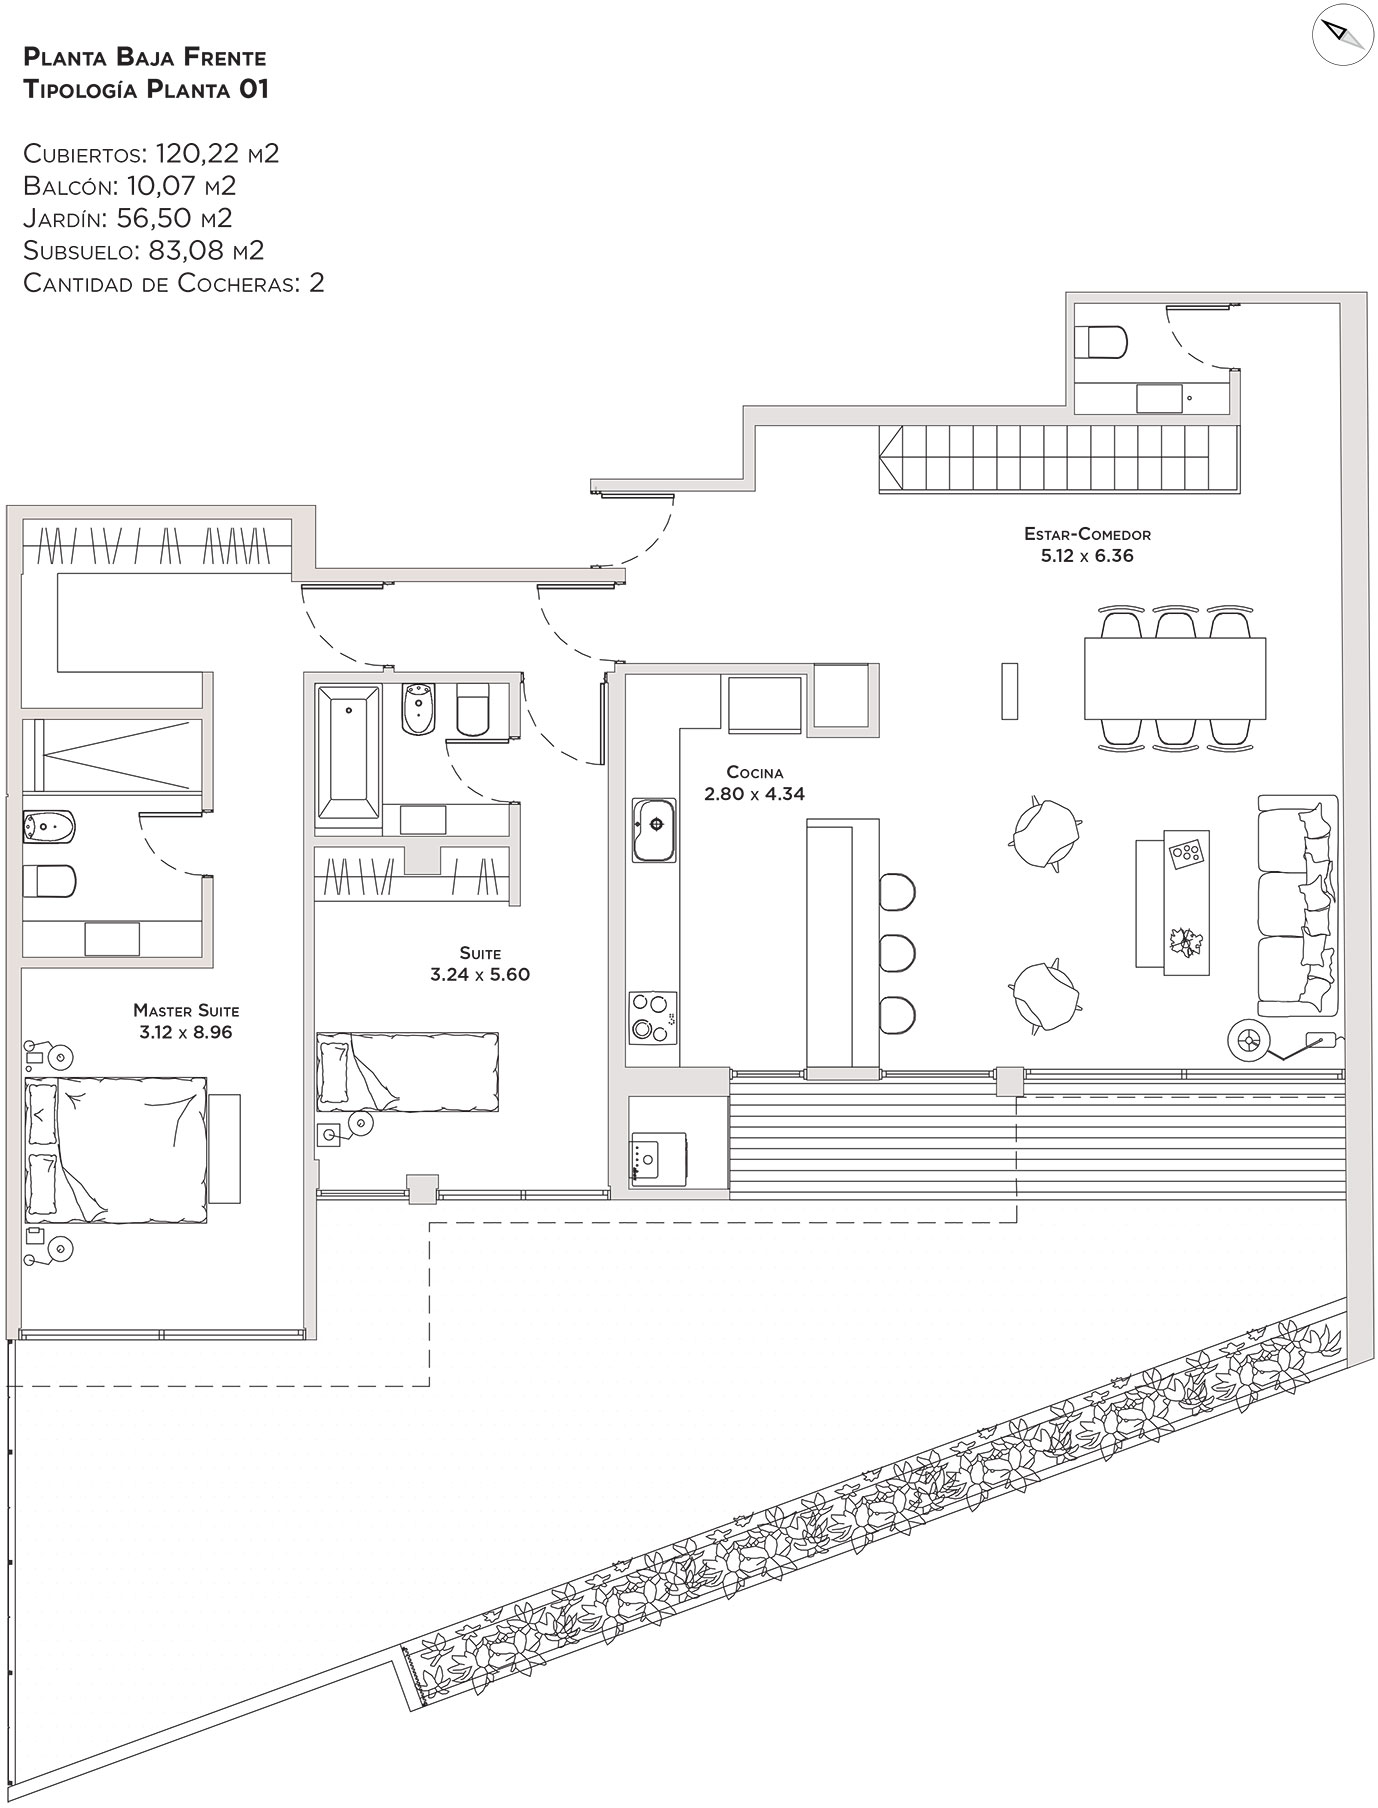 Planta Baja Frente
Tipología Planta 01
Cubiertos: 120,22 m2
Balcón: 10,07 m2
Jardín: 56,50 m2
Subsuelo: 83,08 m2
Cantidad de Cocheras: 2
Estar-Comedor
5.12 x 6.36
Cocina
2.80 x 4.34
Suite
3.24 x 5.60
Master Suite
3.12 x 8.96